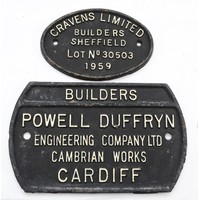 CRAVENS LIMITED
BUILDERS
SHEFFIELD
LOT No 30503
1959
BUILDERS
POWELL DUFFRYN
ENGINEERING COMPANY LTD
CAMBRIAN WORKS
CARDIFF